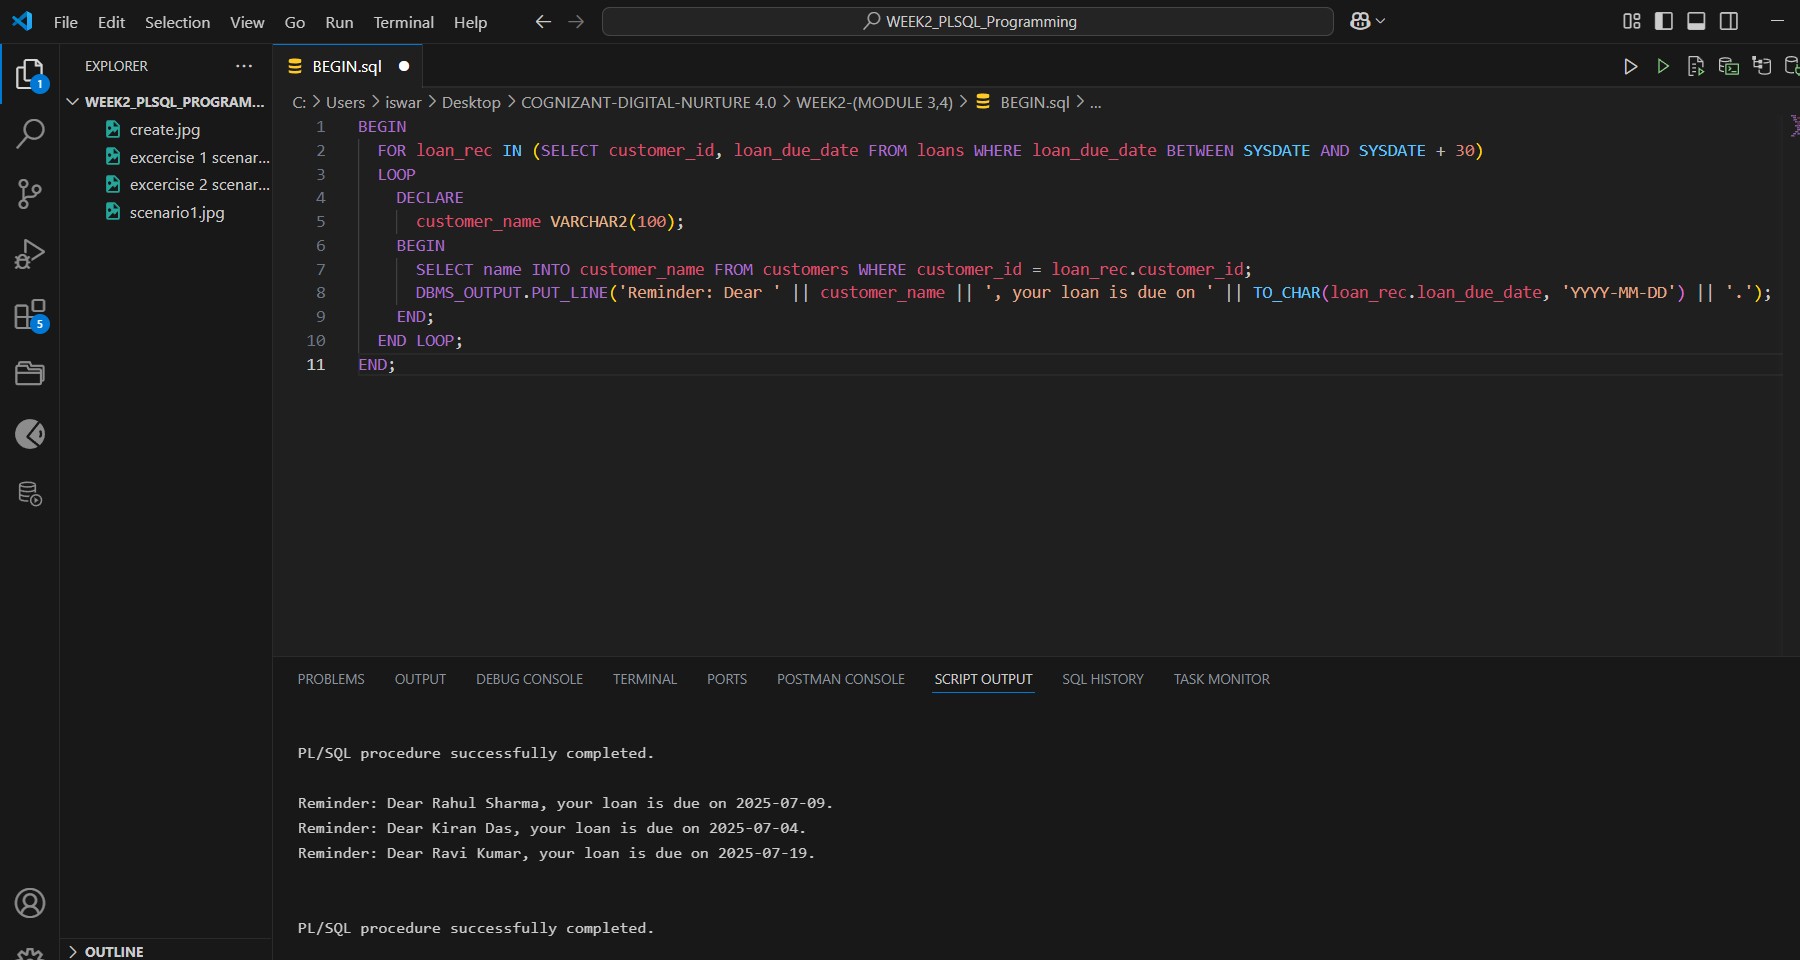 File Edit Selection View Go Run Terminal Help
WEEK2_PLSQL_Programming
EXPLORER
1
WEEK2_PLSQL_PROGRAM...
create.jpg
excercise 1 scenar...
excercise 2 scenar...
scenario1.jpg
5
OUTLINE
BEGIN.sql
C: > Users > iswar > Desktop > COGNIZANT-DIGITAL-NURTURE 4.0 > WEEK2-(MODULE 3,4) > BEGIN.sql > ...
1 BEGIN
2 FOR loan_rec IN (SELECT customer_id, loan_due_date FROM loans WHERE loan_due_date BETWEEN SYSDATE AND SYSDATE + 30)
3 LOOP
4 DECLARE
5 customer_name VARCHAR2(100);
6 BEGIN
7 SELECT name INTO customer_name FROM customers WHERE customer_id = loan_rec.customer_id;
8 DBMS_OUTPUT.PUT_LINE('Reminder: Dear ' || customer_name || ', your loan is due on ' || TO_CHAR(loan_rec.loan_due_date, 'YYYY-MM-DD') || '.');
9 END;
10 END LOOP;
11 END;
PROBLEMS OUTPUT DEBUG CONSOLE TERMINAL PORTS POSTMAN CONSOLE SCRIPT OUTPUT SQL HISTORY TASK MONITOR
PL/SQL procedure successfully completed.
Reminder: Dear Rahul Sharma, your loan is due on 2025-07-09.
Reminder: Dear Kiran Das, your loan is due on 2025-07-04.
Reminder: Dear Ravi Kumar, your loan is due on 2025-07-19.
PL/SQL procedure successfully completed.